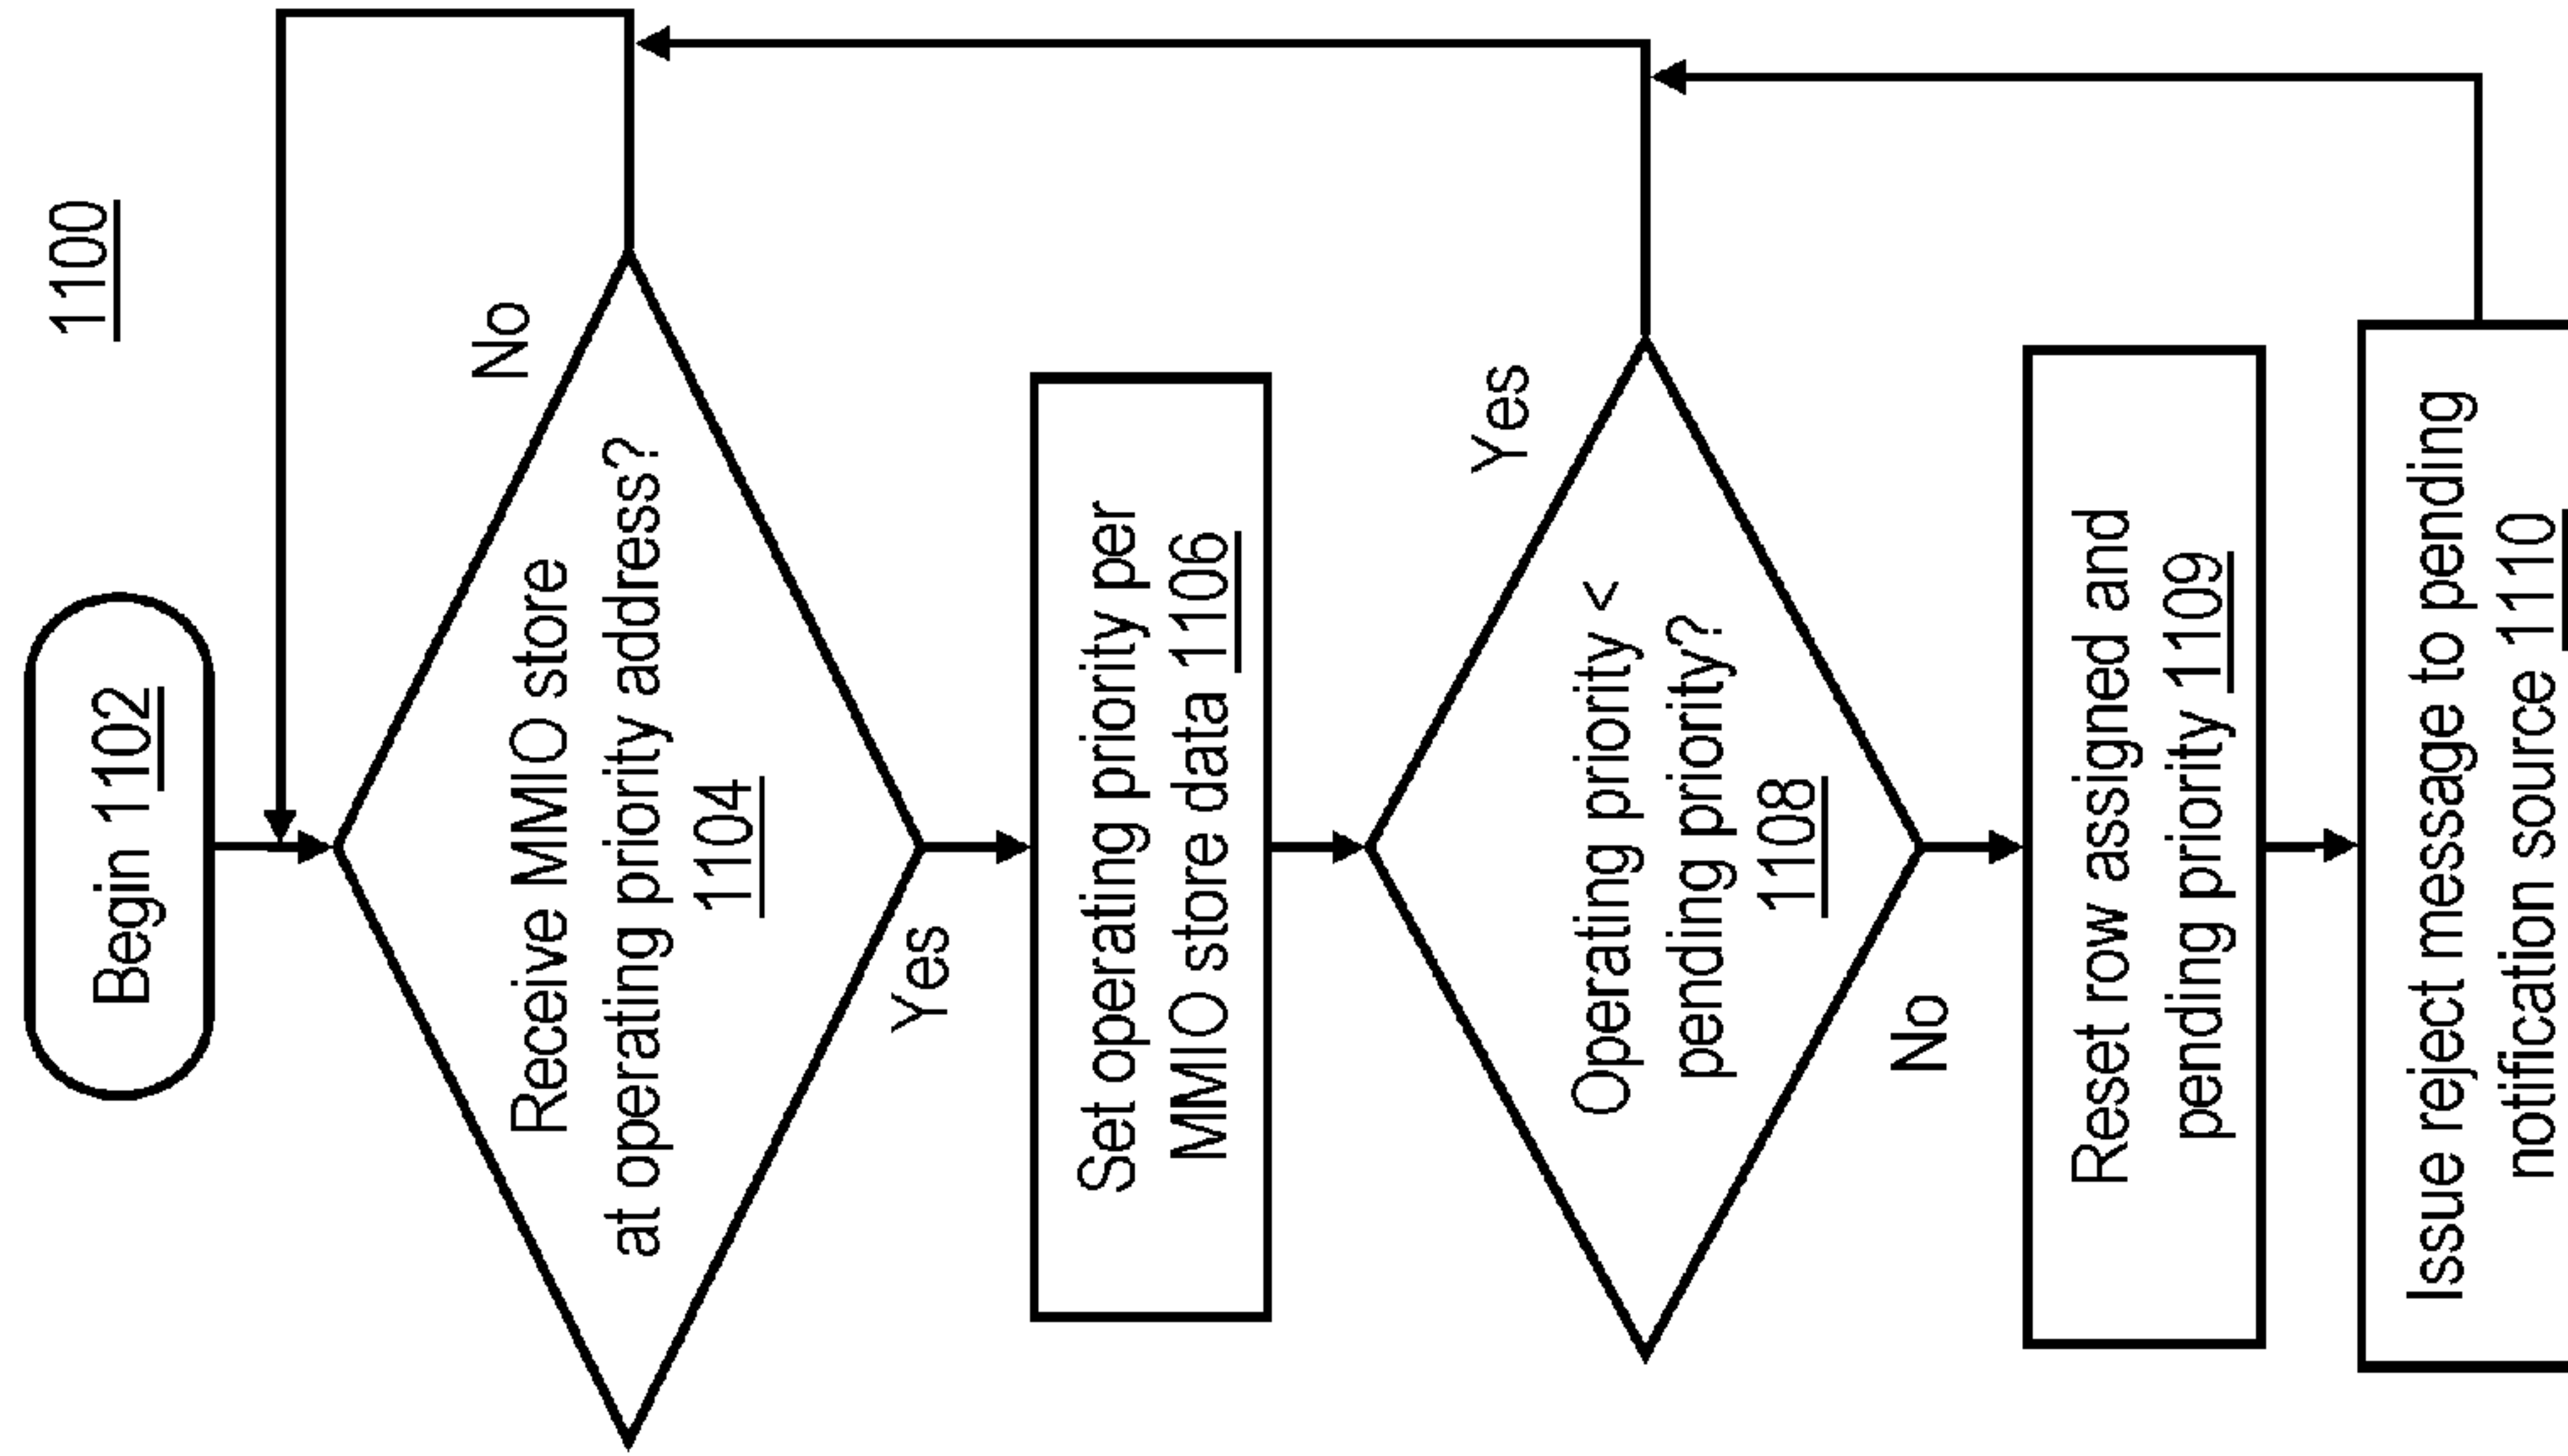 1100
Begin 1102
No
Receive MMIO store
at operating priority address?
1104
Yes
Set operating priority per
MMIO store data 1106
Yes
Operating priority <
pending priority?
1108
No
Reset row assigned and
pending priority 1109
Issue reject message to pending
notification source 1110